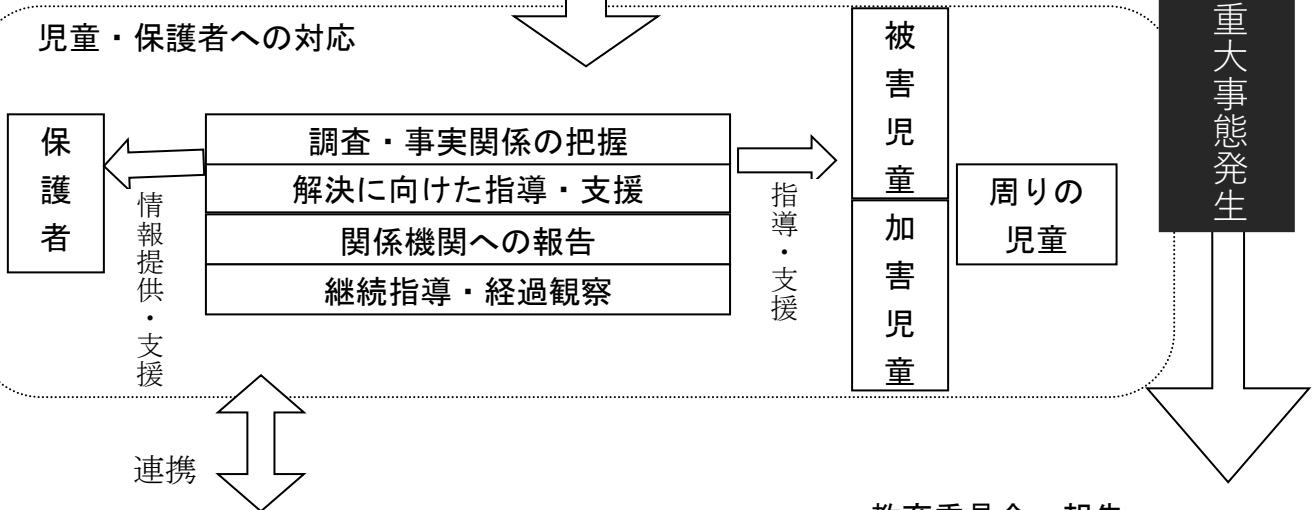 児童・保護者への対応
保護者
情報提供・支援
調査・事実関係の把握
解決に向けた指導・支援
関係機関への報告
継続指導・経過観察
指導・支援
被害児童
加害児童
周りの
児童
重大事態発生
連携